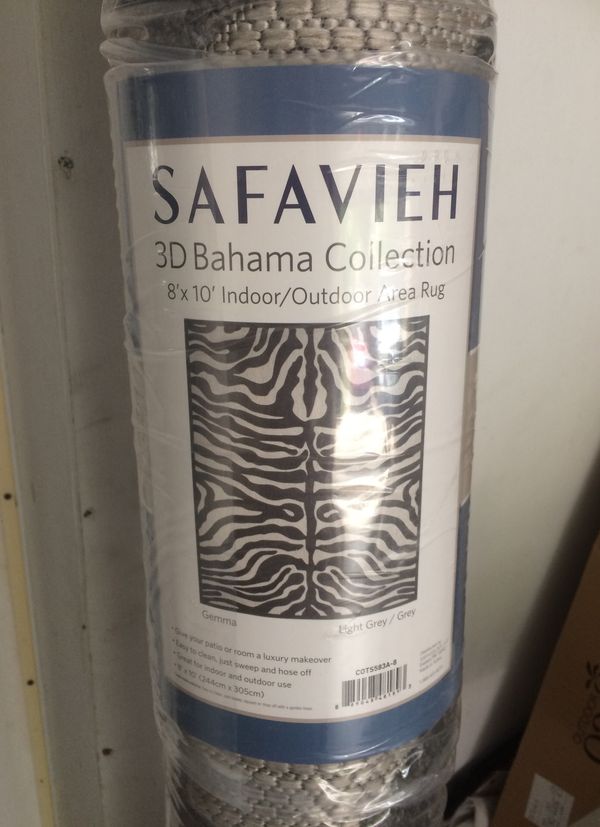 SAFAVIEH
3D Bahama Collection
8'x 10' Indoor/Outdoor Area Rug
Gemma
Light Grey / Grey
• Give your patio or room a luxury makeover
• Easy to clean, just sweep and hose off
• Great for indoor and outdoor use
• 8' x 10' (244cm x 305cm)
COTS583A-8